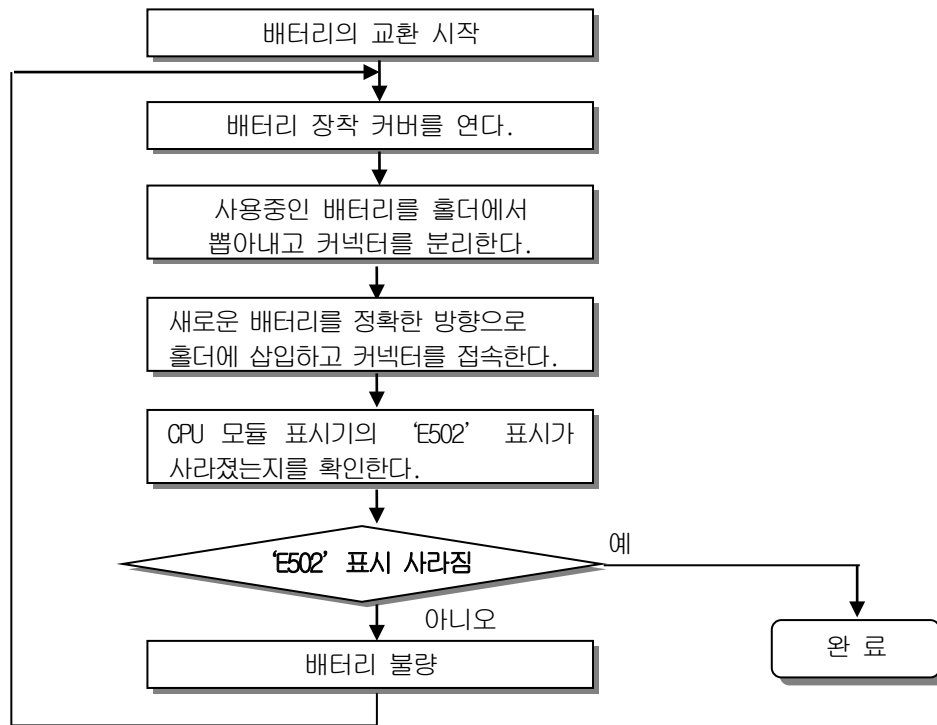 배터리의 교환 시작
배터리 장착 커버를 연다.
사용중인 배터리를 홀더에서
뽑아내고 커넥터를 분리한다.
새로운 배터리를 정확한 방향으로
홀더에 삽입하고 커넥터를 접속한다.
CPU 모듈 표시기의 ‘E502’ 표시가
사라졌는지를 확인한다.
‘E502’ 표시 사라짐
예
아니오
배터리 불량
완 료